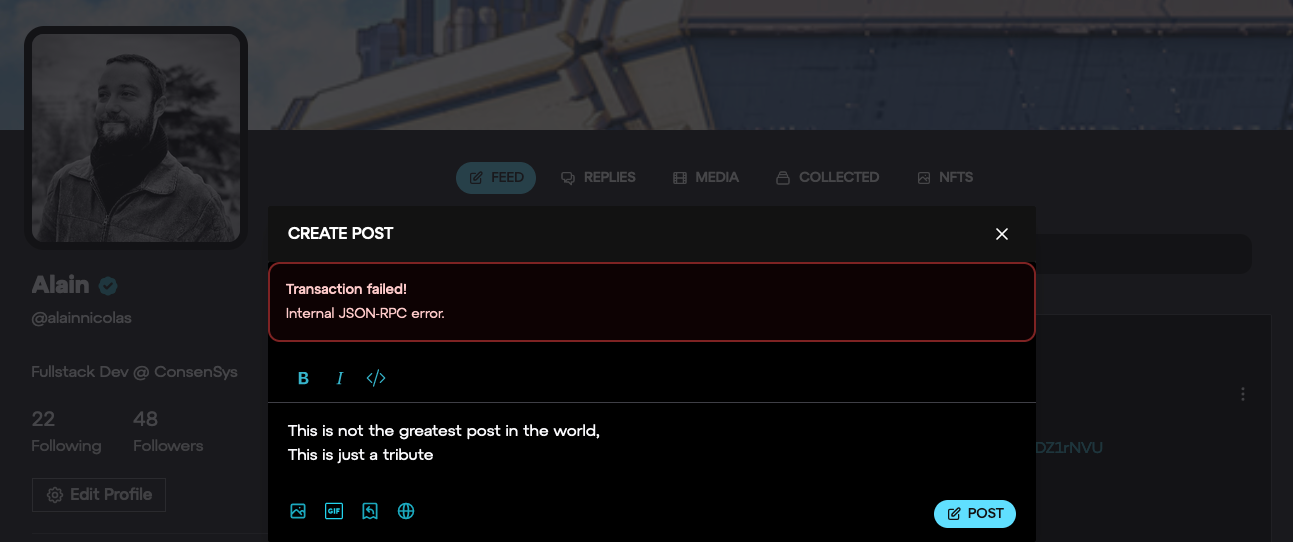 FEED
REPLIES
MEDIA
COLLECTED
NFTS
CREATE POST
Transaction failed!
Internal JSON-RPC error.
Alain
@alainnicolas
Fullstack Dev @ ConsenSys
22
Following
48
Followers
Edit Profile
B I </>
This is not the greatest post in the world,
This is just a tribute
GIF
POST
DZ1rNVU